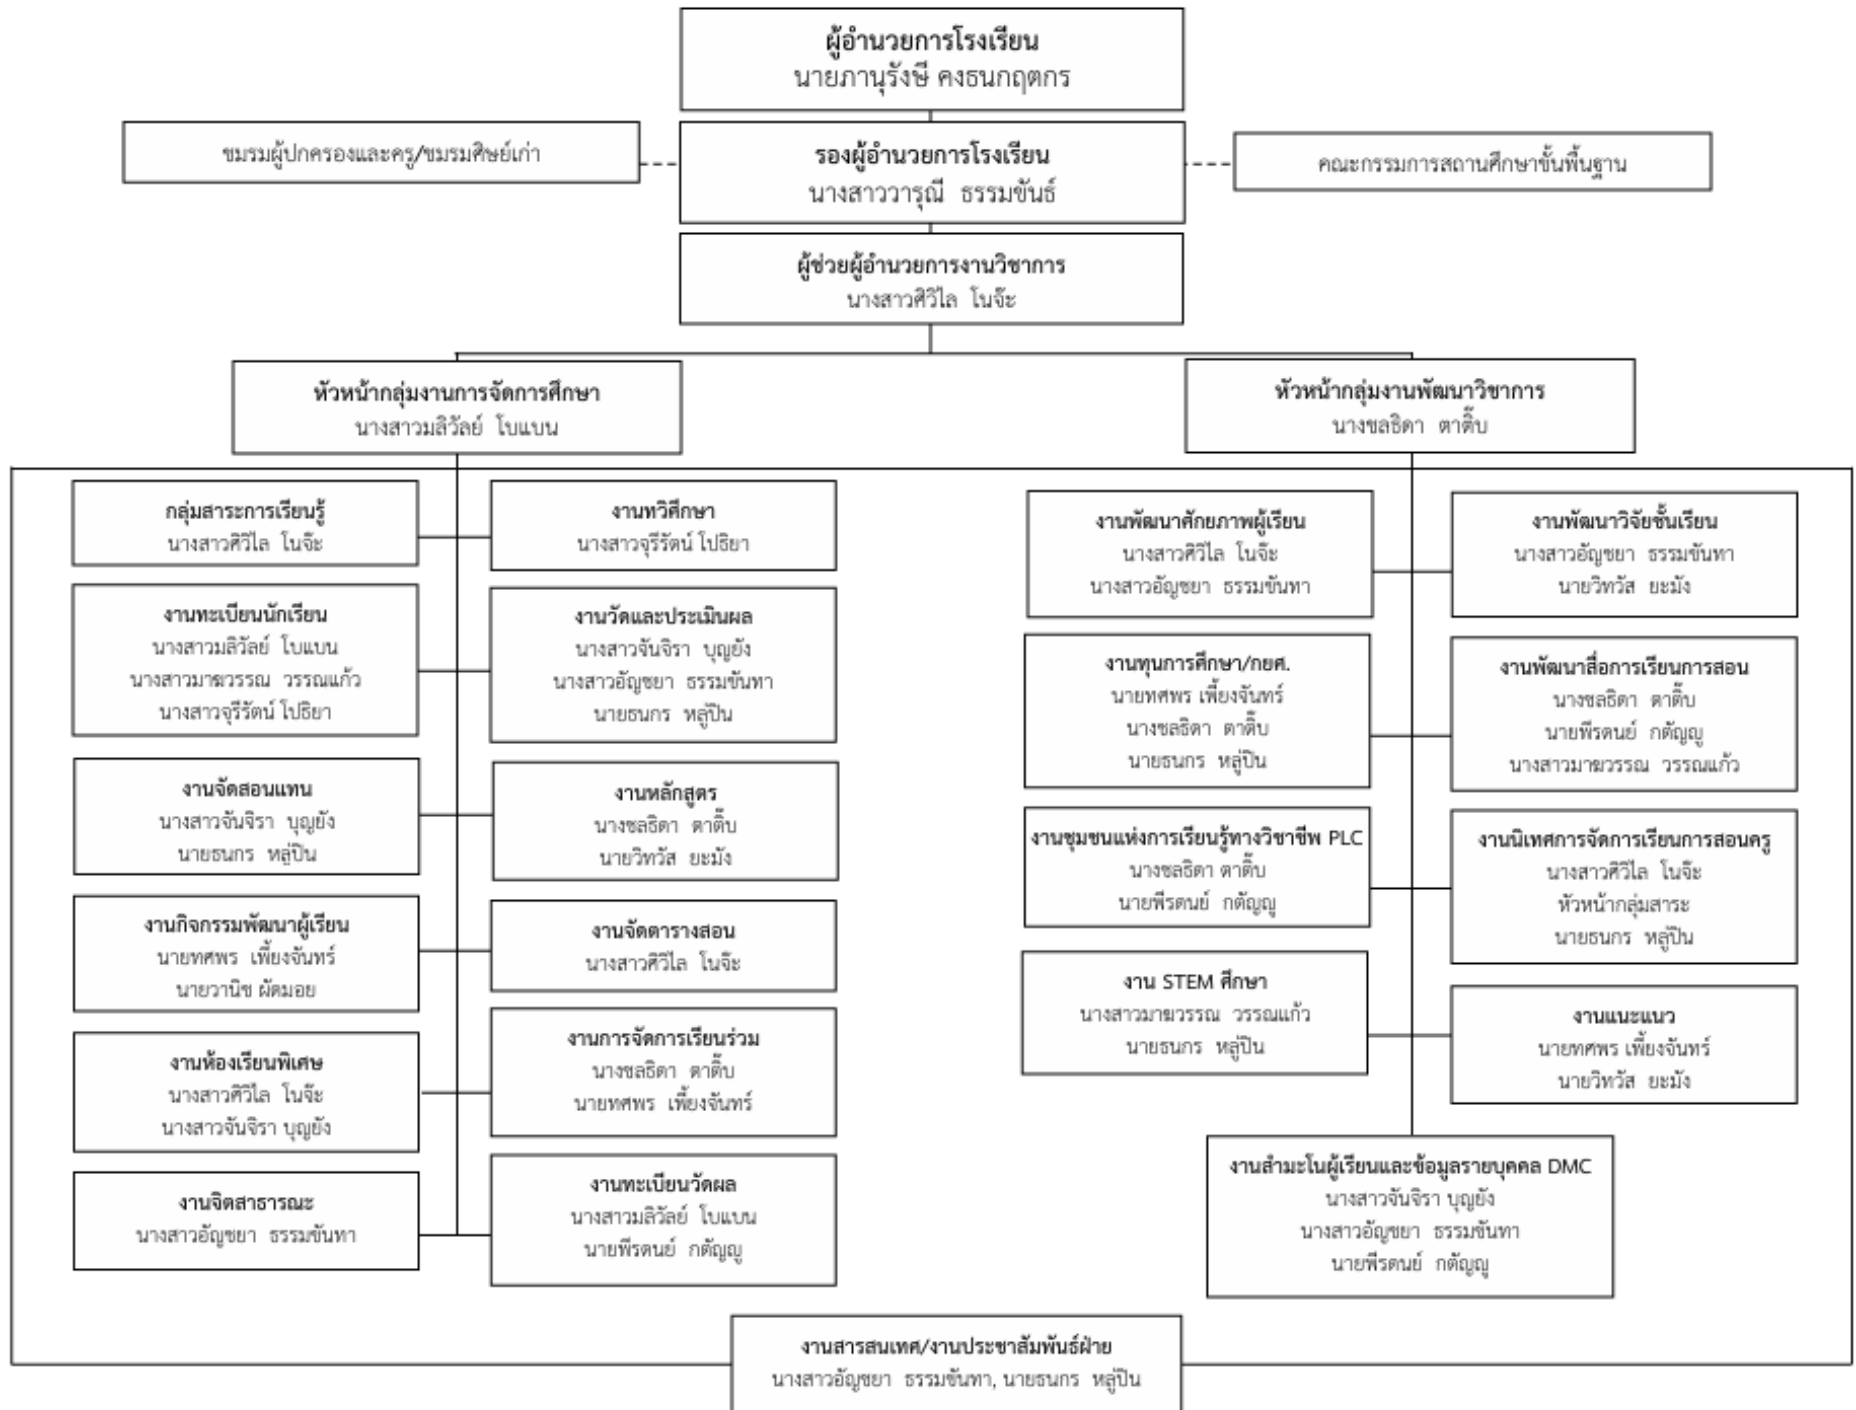 ผู้อำนวยการโรงเรียน
นายภานุรังษี คงธนกฤตกร
ชมรมผู้ปกครองและครู/ชมรมศิษย์เก่า
รองผู้อำนวยการโรงเรียน
นางสาววารุณี ธรรมขันธ์
คณะกรรมการสถานศึกษาขั้นพื้นฐาน
ผู้ช่วยผู้อำนวยการงานวิชาการ
นางสาวศิวิไล โนจ๊ะ
หัวหน้ากลุ่มงานการจัดการศึกษา
นางสาวมลิวัลย์ โบแบน
หัวหน้ากลุ่มงานพัฒนาวิชาการ
นางชลธิดา ตาติ๊บ
กลุ่มสาระการเรียนรู้
นางสาวศิวิไล โนจ๊ะ
งานทวิศึกษา
นางสาวจุรีรัตน์ โปธิยา
งานทะเบียนนักเรียน
นางสาวมลิวัลย์ โบแบน
นางสาวมาฆวรรณ วรรณแก้ว
นางสาวจุรีรัตน์ โปธิยา
งานวัดและประเมินผล
นางสาวจันจิรา บุญยัง
นางสาวอัญชยา ธรรมขันทา
นายธนกร หลู่ปิน
งานจัดสอนแทน
นางสาวจันจิรา บุญยัง
นายธนกร หลู่ปิน
งานหลักสูตร
นางชลธิดา ตาติ๊บ
นายวิทวัส ยะมัง
งานกิจกรรมพัฒนาผู้เรียน
นายทศพร เพี้ยงจันทร์
นายวานิช ผัดมอย
งานจัดตารางสอน
นางสาวศิวิไล โนจ๊ะ
งานห้องเรียนพิเศษ
นางสาวศิวิไล โนจ๊ะ
นางสาวจันจิรา บุญยัง
งานการจัดการเรียนร่วม
นางชลธิดา ตาติ๊บ
นายทศพร เพี้ยงจันทร์
งานจิตสาธารณะ
นางสาวอัญชยา ธรรมขันทา
งานทะเบียนวัดผล
นางสาวมลิวัลย์ โบแบน
นายพีรดนย์ กตัญญู
งานพัฒนาศักยภาพผู้เรียน
นางสาวศิวิไล โนจ๊ะ
นางสาวอัญชยา ธรรมขันทา
งานพัฒนาวิจัยชั้นเรียน
นางสาวอัญชยา ธรรมขันทา
นายวิทวัส ยะมัง
งานทุนการศึกษา/กยศ.
นายทศพร เพี้ยงจันทร์
นางชลธิดา ตาติ๊บ
นายธนกร หลู่ปิน
งานพัฒนาสื่อการเรียนการสอน
นางชลธิดา ตาติ๊บ
นายพีรดนย์ กตัญญู
นางสาวมาฆวรรณ วรรณแก้ว
งานชุมชนแห่งการเรียนรู้ทางวิชาชีพ PLC
นางชลธิดา ตาติ๊บ
นายพีรดนย์ กตัญญู
งานนิเทศการจัดการเรียนการสอนครู
นางสาวศิวิไล โนจ๊ะ
หัวหน้ากลุ่มสาระ
นายธนกร หลู่ปิน
งาน STEM ศึกษา
นางสาวมาฆวรรณ วรรณแก้ว
นายธนกร หลู่ปิน
งานแนะแนว
นายทศพร เพี้ยงจันทร์
นายวิทวัส ยะมัง
งานสำมะโนผู้เรียนและข้อมูลรายบุคคล DMC
นางสาวจันจิรา บุญยัง
นางสาวอัญชยา ธรรมขันทา
นายพีรดนย์ กตัญญู
งานสารสนเทศ/งานประชาสัมพันธ์ฝ่าย
นางสาวอัญชยา ธรรมขันทา, นายธนกร หลู่ปิน